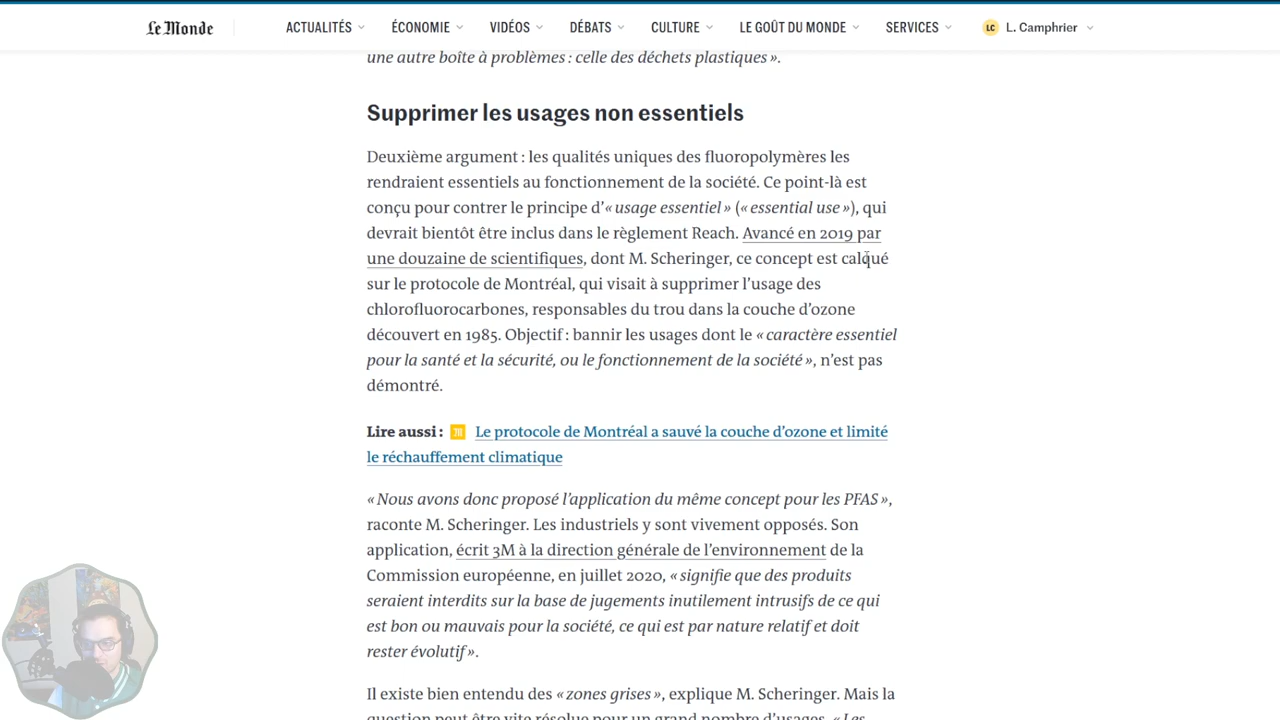 Le Monde
ACTUALITÉS ÉCONOMIE VIDÉOS DÉBATS CULTURE LE GOÛT DU MONDE SERVICES LC L. Camphrier
une autre boîte à problèmes : celle des déchets plastiques ».
Supprimer les usages non essentiels
Deuxième argument : les qualités uniques des fluoropolymères les
rendraient essentiels au fonctionnement de la société. Ce point-là est
conçu pour contrer le principe d’« usage essentiel » (« essential use »), qui
devrait bientôt être inclus dans le règlement Reach. Avancé en 2019 par
une douzaine de scientifiques, dont M. Scheringer, ce concept est calqué
sur le protocole de Montréal, qui visait à supprimer l’usage des
chlorofluorocarbones, responsables du trou dans la couche d’ozone
découvert en 1985. Objectif : bannir les usages dont le « caractère essentiel
pour la santé et la sécurité, ou le fonctionnement de la société », n’est pas
démontré.
Lire aussi : Le protocole de Montréal a sauvé la couche d’ozone et limité
le réchauffement climatique
« Nous avons donc proposé l’application du même concept pour les PFAS »,
raconte M. Scheringer. Les industriels y sont vivement opposés. Son
application, écrit 3M à la direction générale de l’environnement de la
Commission européenne, en juillet 2020, « signifie que des produits
seraient interdits sur la base de jugements inutilement intrusifs de ce qui
est bon ou mauvais pour la société, ce qui est par nature relatif et doit
rester évolutif ».
Il existe bien entendu des « zones grises », explique M. Scheringer. Mais la
question peut être vite résolue pour un grand nombre d’usages. « Les